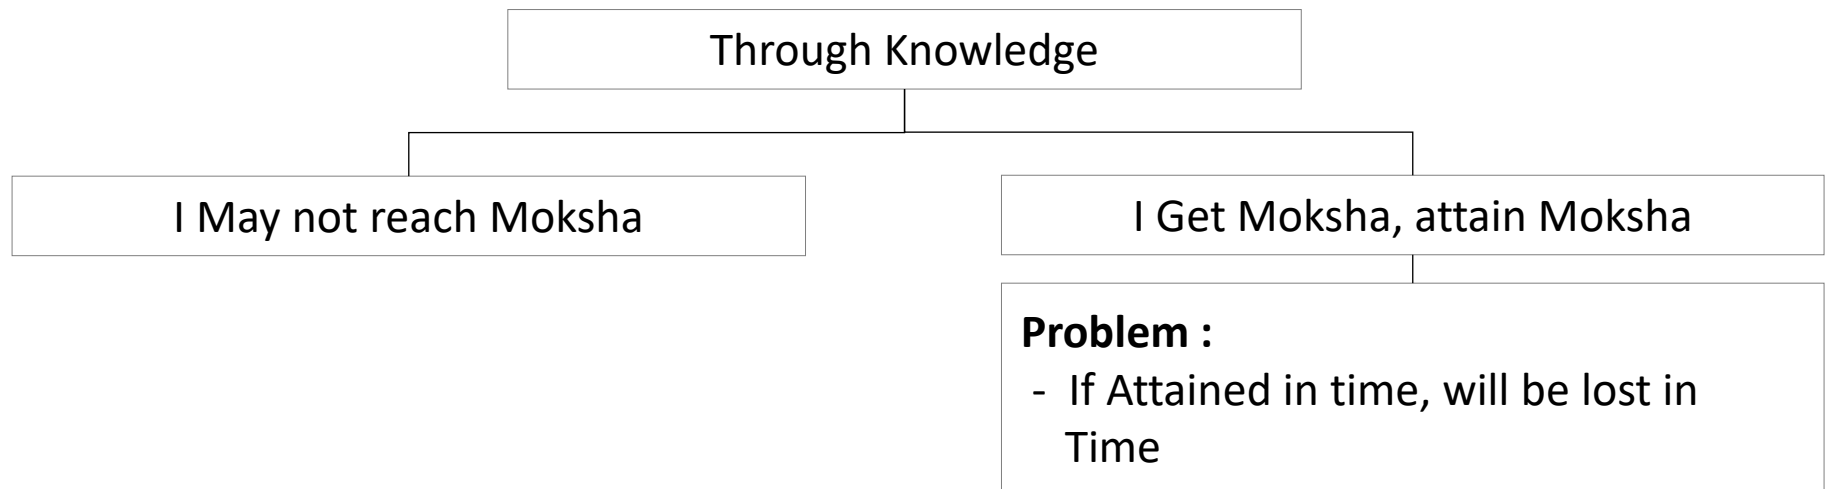 Through Knowledge
I May not reach Moksha
I Get Moksha, attain Moksha
Problem :
- If Attained in time, will be lost in
Time